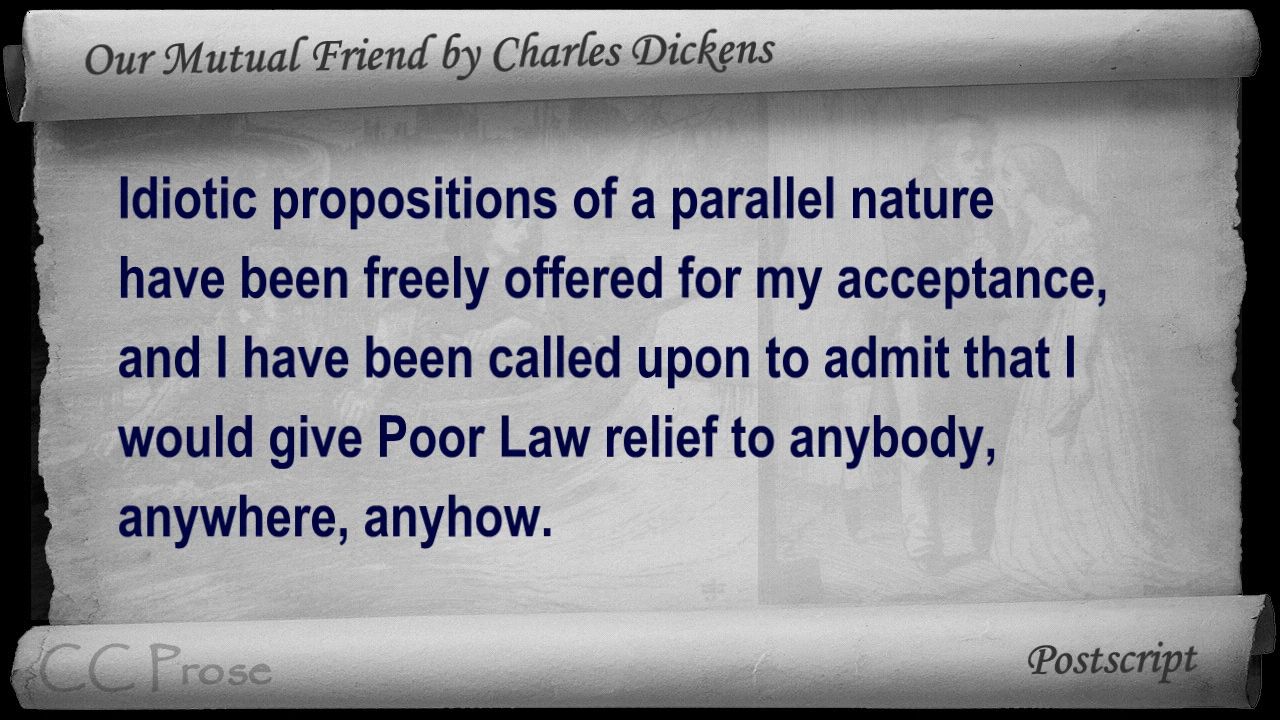 Our Mutual Friend by Charles Dickens
Idiotic propositions of a parallel nature
have been freely offered for my acceptance,
and I have been called upon to admit that I
would give Poor Law relief to anybody,
anywhere, anyhow.
CC Prose
Postscript